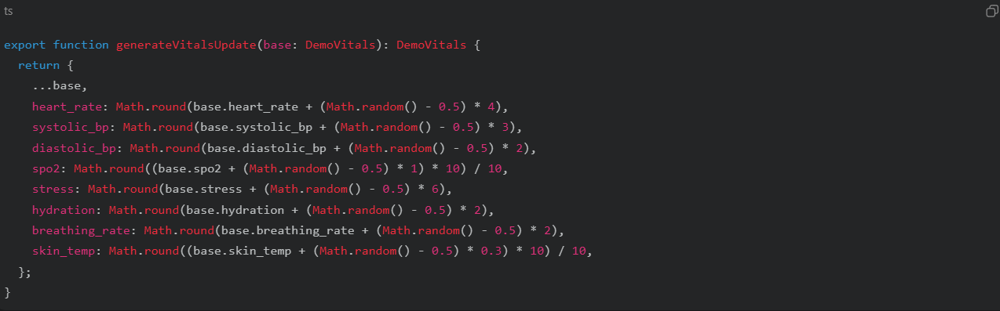 ts
export function generateVitalsUpdate(base: DemoVitals): DemoVitals {
  return {
    ...base,
    heart_rate: Math.round(base.heart_rate + (Math.random() - 0.5) * 4),
    systolic_bp: Math.round(base.systolic_bp + (Math.random() - 0.5) * 3),
    diastolic_bp: Math.round(base.diastolic_bp + (Math.random() - 0.5) * 2),
    spo2: Math.round((base.spo2 + (Math.random() - 0.5) * 1) * 10) / 10,
    stress: Math.round(base.stress + (Math.random() - 0.5) * 6),
    hydration: Math.round(base.hydration + (Math.random() - 0.5) * 2),
    breathing_rate: Math.round(base.breathing_rate + (Math.random() - 0.5) * 2),
    skin_temp: Math.round((base.skin_temp + (Math.random() - 0.5) * 0.3) * 10) / 10,
  };
}